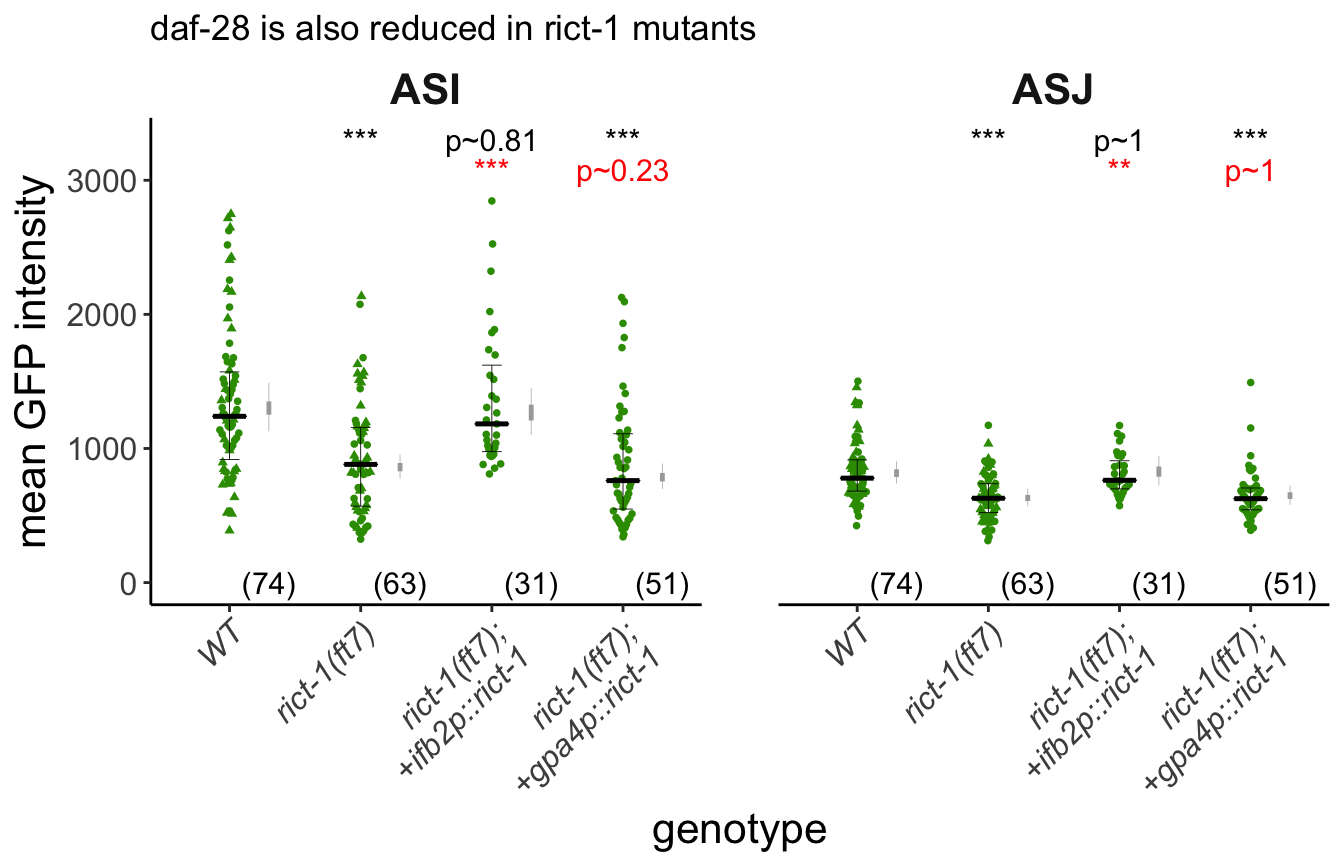 daf-28 is also reduced in rict-1 mutants
ASI
ASJ
*** p~0.81 ***
*** p~0.23
*** p~1 ***
** p~1
mean GFP intensity
3000
2000
1000
0
(74) (63) (31) (51)
(74) (63) (31) (51)
WT
rict-1(ft7)
rict-1(ft7);
+ifb2p::rict-1
rict-1(ft7);
+gpa4p::rict-1
WT
rict-1(ft7)
rict-1(ft7);
+ifb2p::rict-1
rict-1(ft7);
+gpa4p::rict-1
genotype